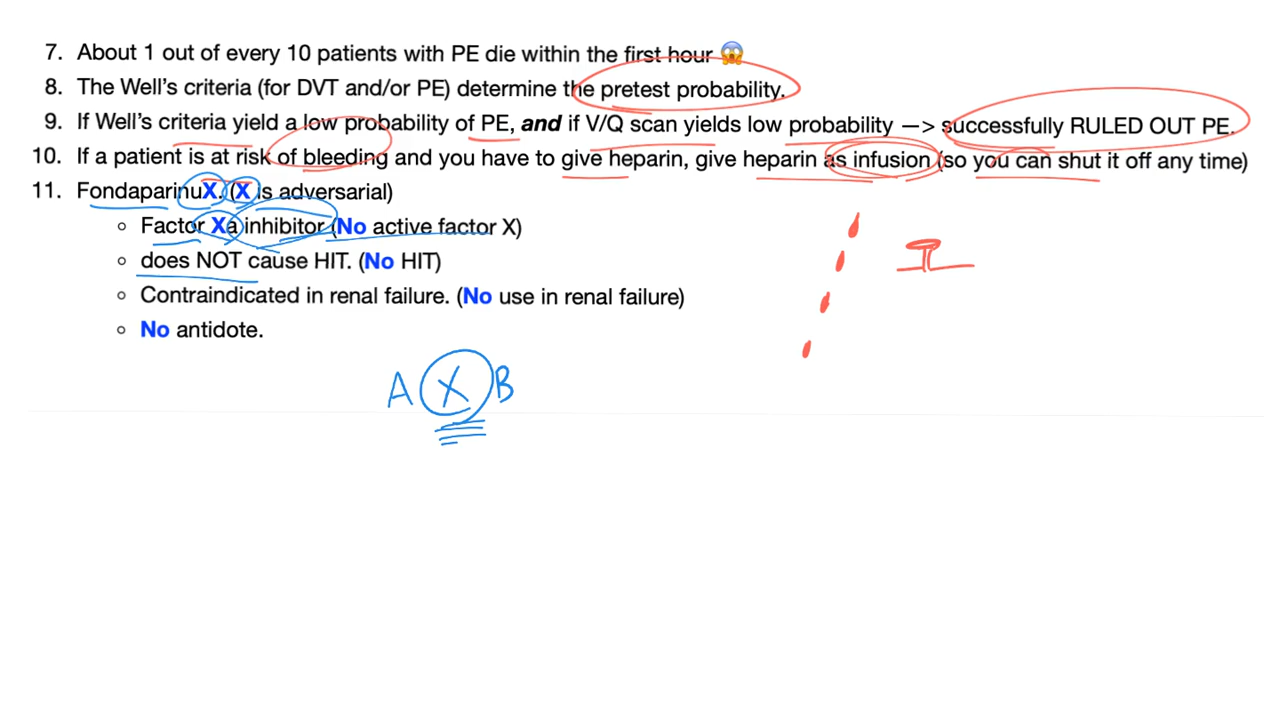 7. About 1 out of every 10 patients with PE die within the first hour 😱
8. The Well's criteria (for DVT and/or PE) determine the pretest probability.
9. If Well's criteria yield a low probability of PE, and if V/Q scan yields low probability —> successfully RULED OUT PE.
10. If a patient is at risk of bleeding and you have to give heparin, give heparin as infusion (so you can shut it off any time)
11. FondaparinuX. (X is adversarial)
○ Factor Xa inhibitor (No active factor X)
○ does NOT cause HIT. (No HIT)
○ Contraindicated in renal failure. (No use in renal failure)
○ No antidote.
A X B